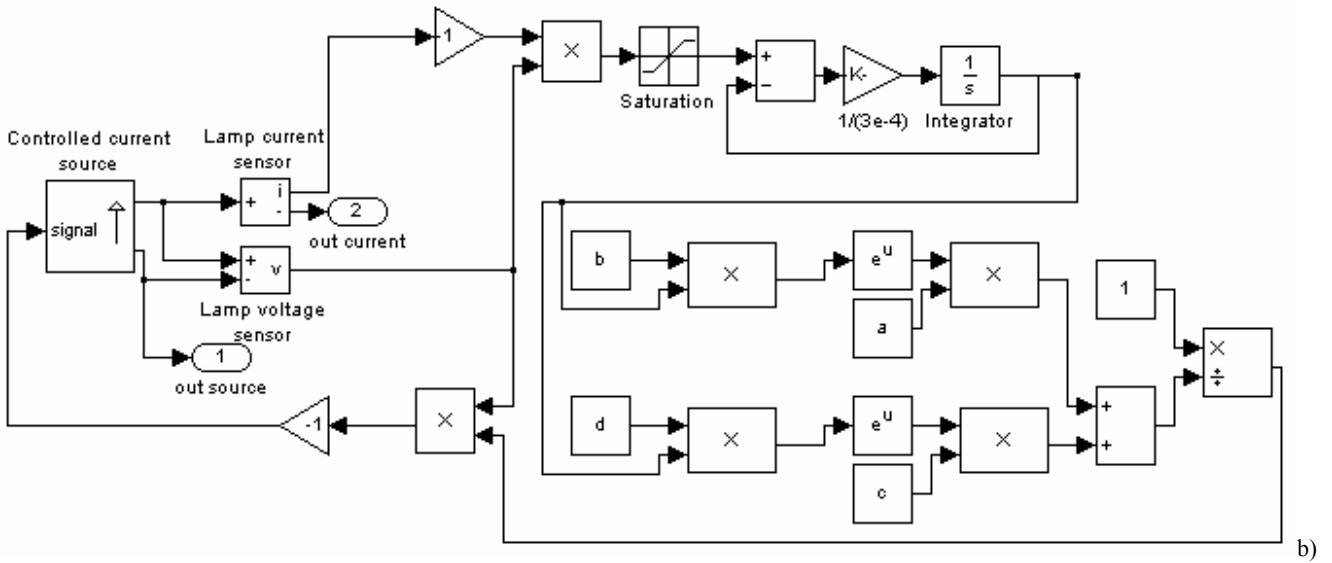 -1
×
Saturation
+
−
K-
1/(3e-4)
1
s
Integrator
Controlled current
source
signal
Lamp current
sensor
+
i
-
2
out current
+
-
v
Lamp voltage
sensor
1
out source
b
×
e^u
×
a
1
×
÷
-1
×
d
×
e^u
×
c
+
+
b)